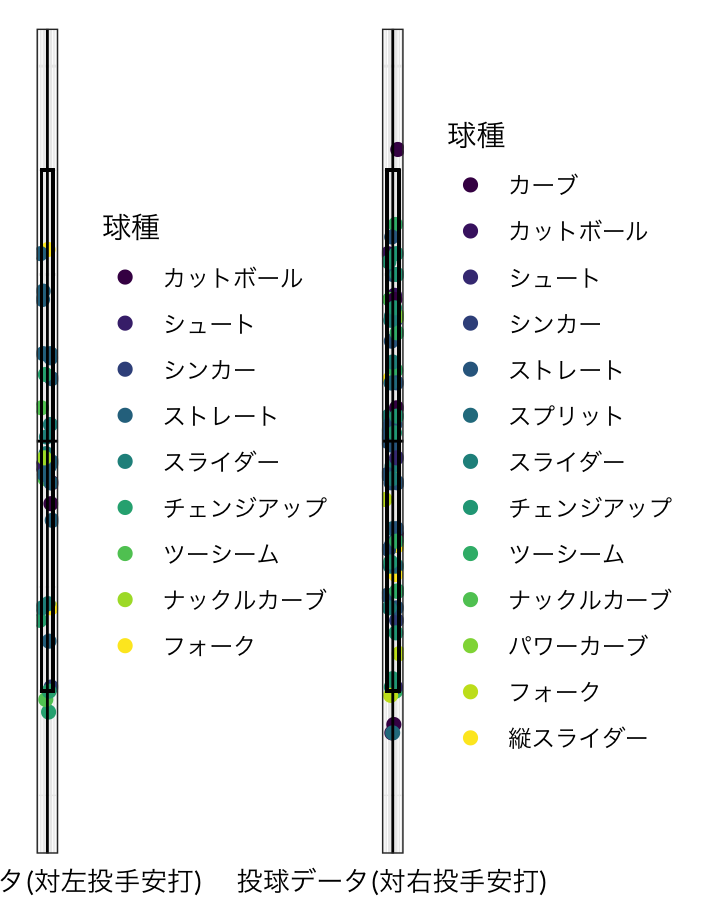 球種
カットボール
シュート
シンカー
ストレート
スライダー
チェンジアップ
ツーシーム
ナックルカーブ
フォーク
タ(対左投手安打)
球種
カーブ
カットボール
シュート
シンカー
ストレート
スプリット
スライダー
チェンジアップ
ツーシーム
ナックルカーブ
パワーカーブ
フォーク
縦スライダー
投球データ(対右投手安打)